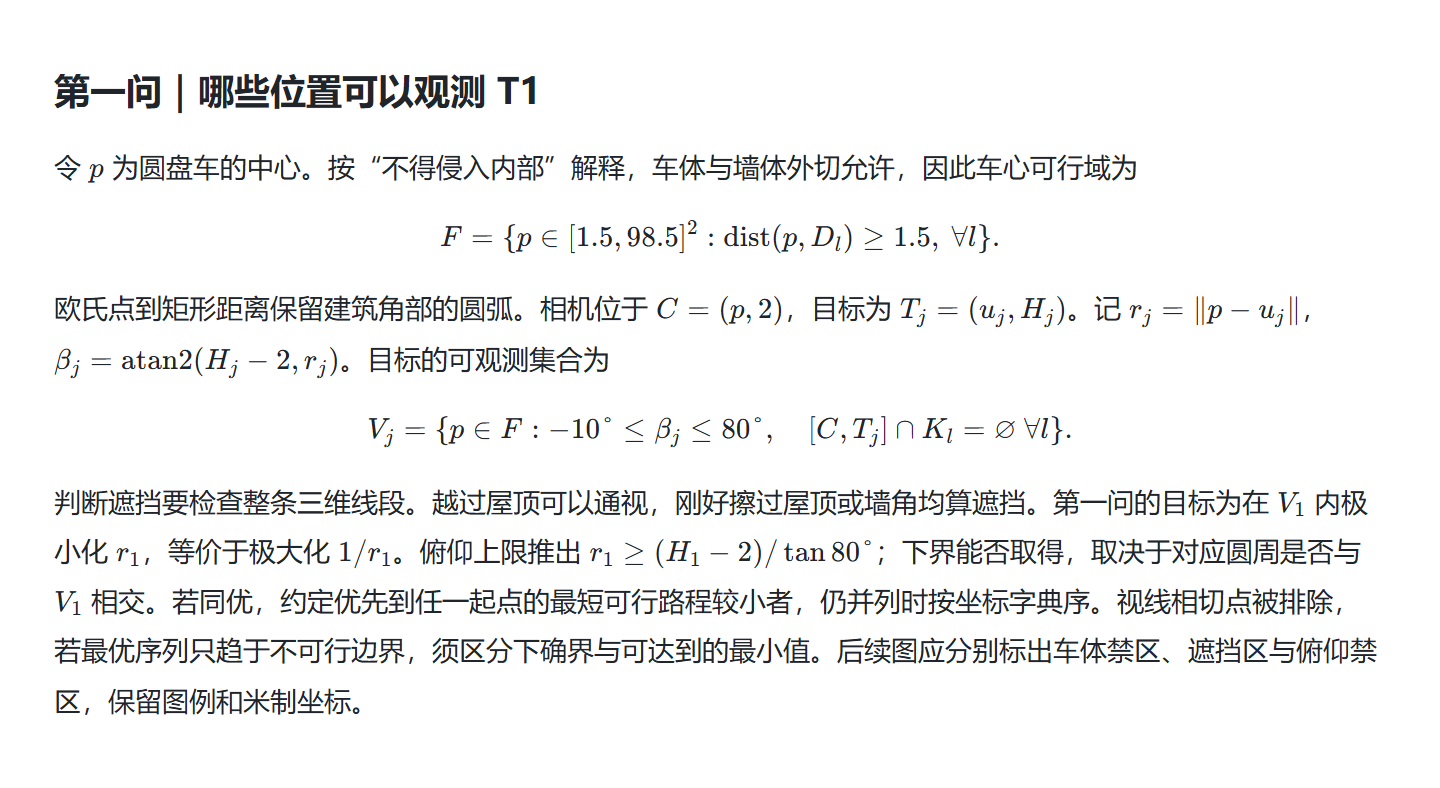 第一问｜哪些位置可以观测 T1
令 p 为圆盘车的中心。按“不得侵入内部”解释，车体与墙体外切允许，因此车心可行域为
F = {p ∈ [1.5, 98.5]² : dist(p, D_l) ≥ 1.5, ∀l}.
欧氏点到矩形距离保留建筑角部的圆弧。相机位于 C = (p, 2)，目标为 T_j = (u_j, H_j)。记 r_j = ‖p − u_j‖，
β_j = atan2(H_j − 2, r_j)。目标的可观测集合为
V_j = {p ∈ F : −10° ≤ β_j ≤ 80°, [C, T_j] ∩ K_l = ∅ ∀l}.
判断遮挡要检查整条三维线段。越过屋顶可以通视，刚好擦过屋顶或墙角均算遮挡。第一问的目标为在 V₁ 内极
小化 r₁，等价于极大化 1/r₁。俯仰上限推出 r₁ ≥ (H₁ − 2)/ tan 80°；下界能否取得，取决于对应圆周是否与
V₁ 相交。若同优，约定优先到任一起点的最短可行路程较小者，仍并列时按坐标字典序。视线相切点被排除，
若最优序列只趋于不可行边界，须区分下确界与可达到的最小值。后续图应分别标出车体禁区、遮挡区与俯仰禁
区，保留图例和米制坐标。